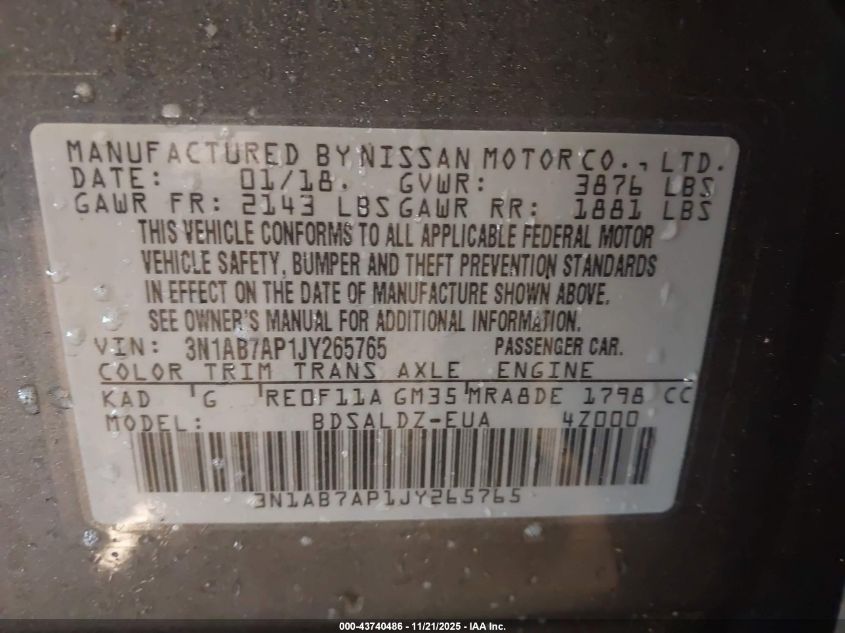 MANUFACTURED BY NISSAN MOTOR CO., LTD.
DATE: 01/18. GVWR: 3876 LBS
GAWR FR: 2143 LBS GAWR RR: 1881 LBS
THIS VEHICLE CONFORMS TO ALL APPLICABLE FEDERAL MOTOR
VEHICLE SAFETY, BUMPER AND THEFT PREVENTION STANDARDS
IN EFFECT ON THE DATE OF MANUFACTURE SHOWN ABOVE.
SEE OWNER'S MANUAL FOR ADDITIONAL INFORMATION.
VIN: 3N1AB7AP1JY265765 PASSENGER CAR.
COLOR TRIM TRANS AXLE ENGINE
KAD G RE0F11A GM35 MRA8DE 1798 CC
MODEL: BDSALDZ-EUA 4Z000
3N1AB7AP1JY265765
000-43740486 - 11/21/2025 - IAA Inc.